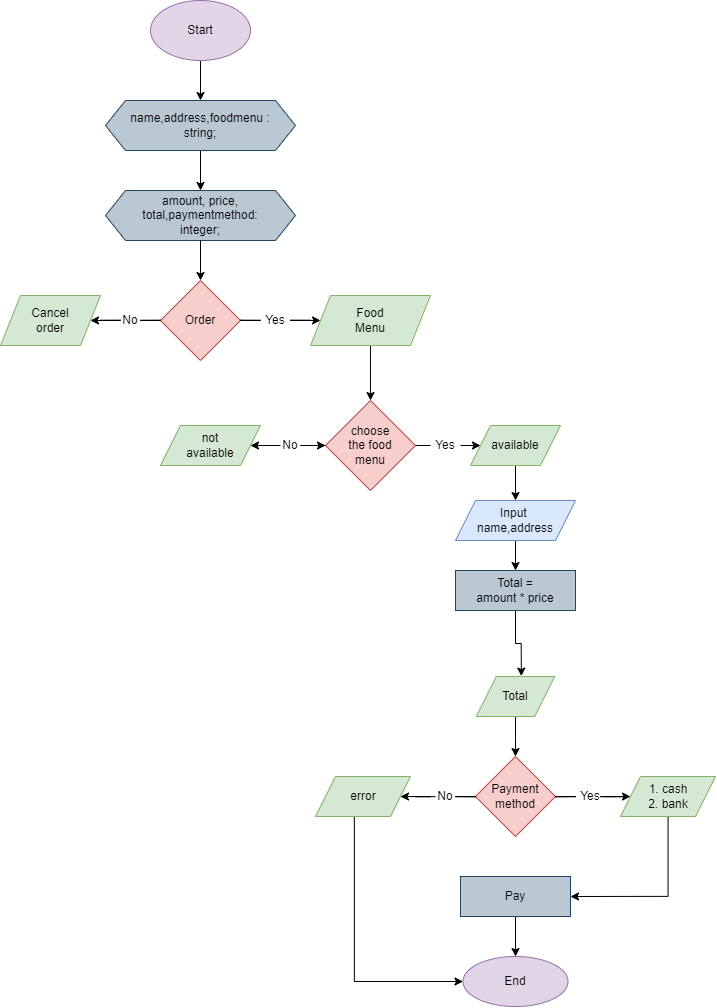 Start
name,address,foodmenu :
string;
amount, price,
total,paymentmethod:
integer;
Cancel
order
No
Order
Yes
Food
Menu
not
available
No
choose
the food
menu
Yes
available
Input
name,address
Total =
amount * price
Total
error
No
Payment
method
Yes
1. cash
2. bank
Pay
End